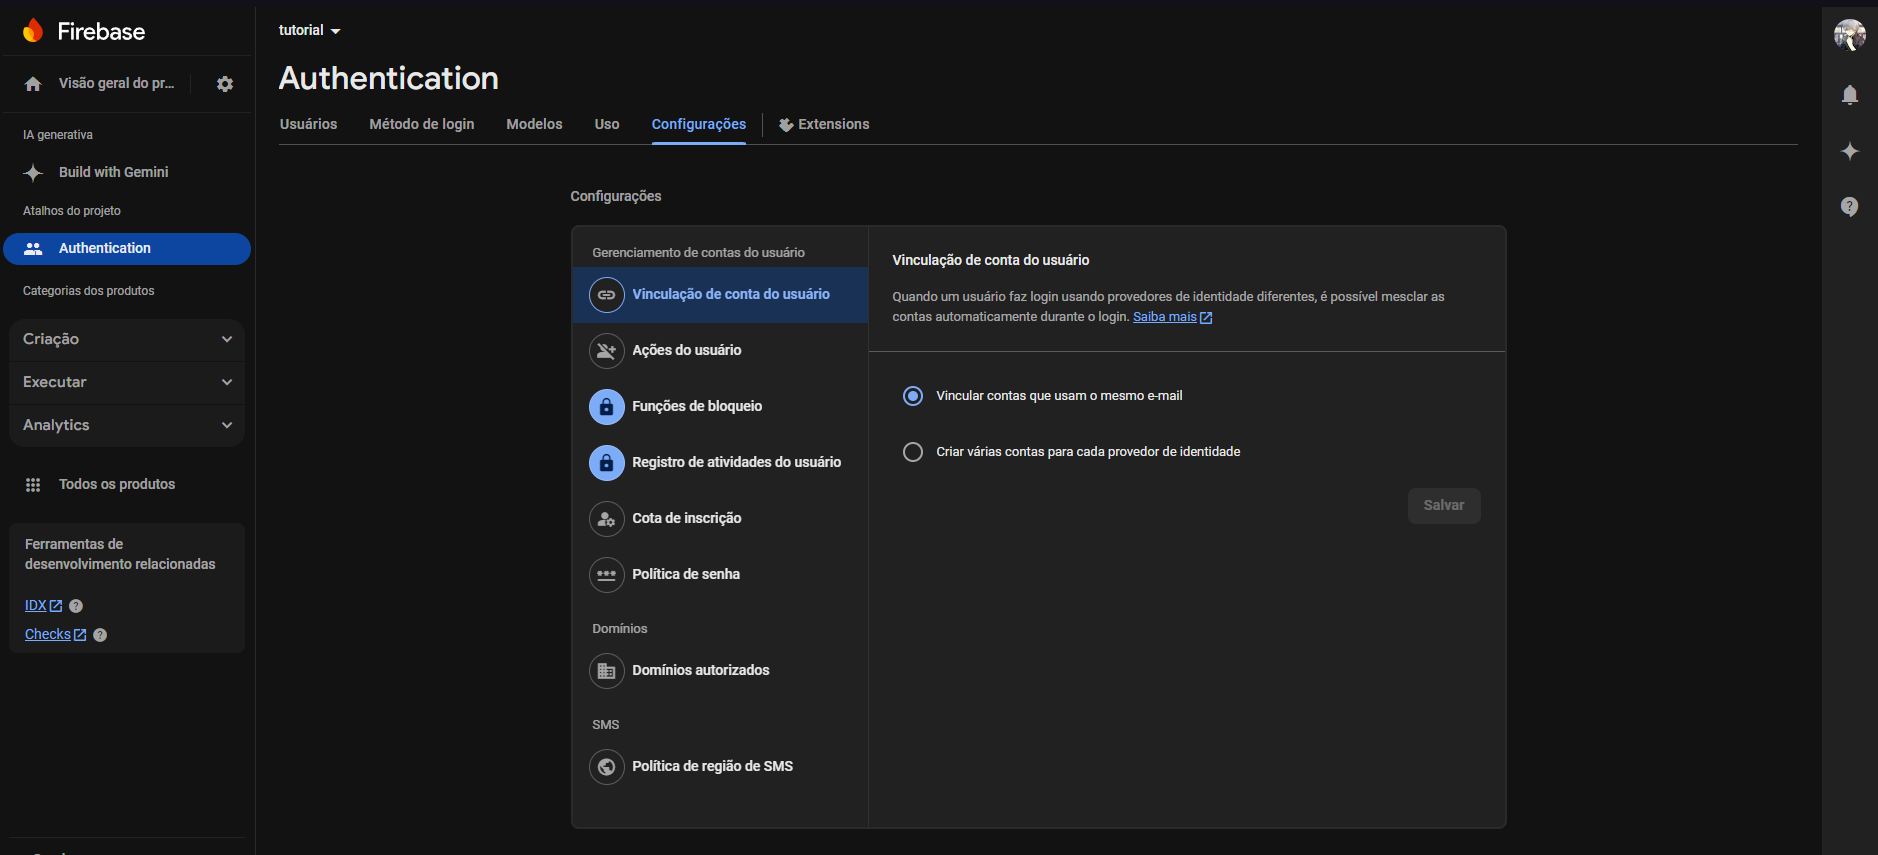 Firebase
Visão geral do pr...
IA generativa
Build with Gemini
Atalhos do projeto
Authentication
Categorias dos produtos
Criação
Executar
Analytics
Todos os produtos
Ferramentas de
desenvolvimento relacionadas
IDX
Checks
tutorial
Authentication
Usuários
Método de login
Modelos
Uso
Configurações
Extensions
Configurações
Gerenciamento de contas do usuário
Vinculação de conta do usuário
Ações do usuário
Funções de bloqueio
Registro de atividades do usuário
Cota de inscrição
Política de senha
Domínios
Domínios autorizados
SMS
Política de região de SMS
Vinculação de conta do usuário
Quando um usuário faz login usando provedores de identidade diferentes, é possível mesclar as
contas automaticamente durante o login. Saiba mais
Vincular contas que usam o mesmo e-mail
Criar várias contas para cada provedor de identidade
Salvar